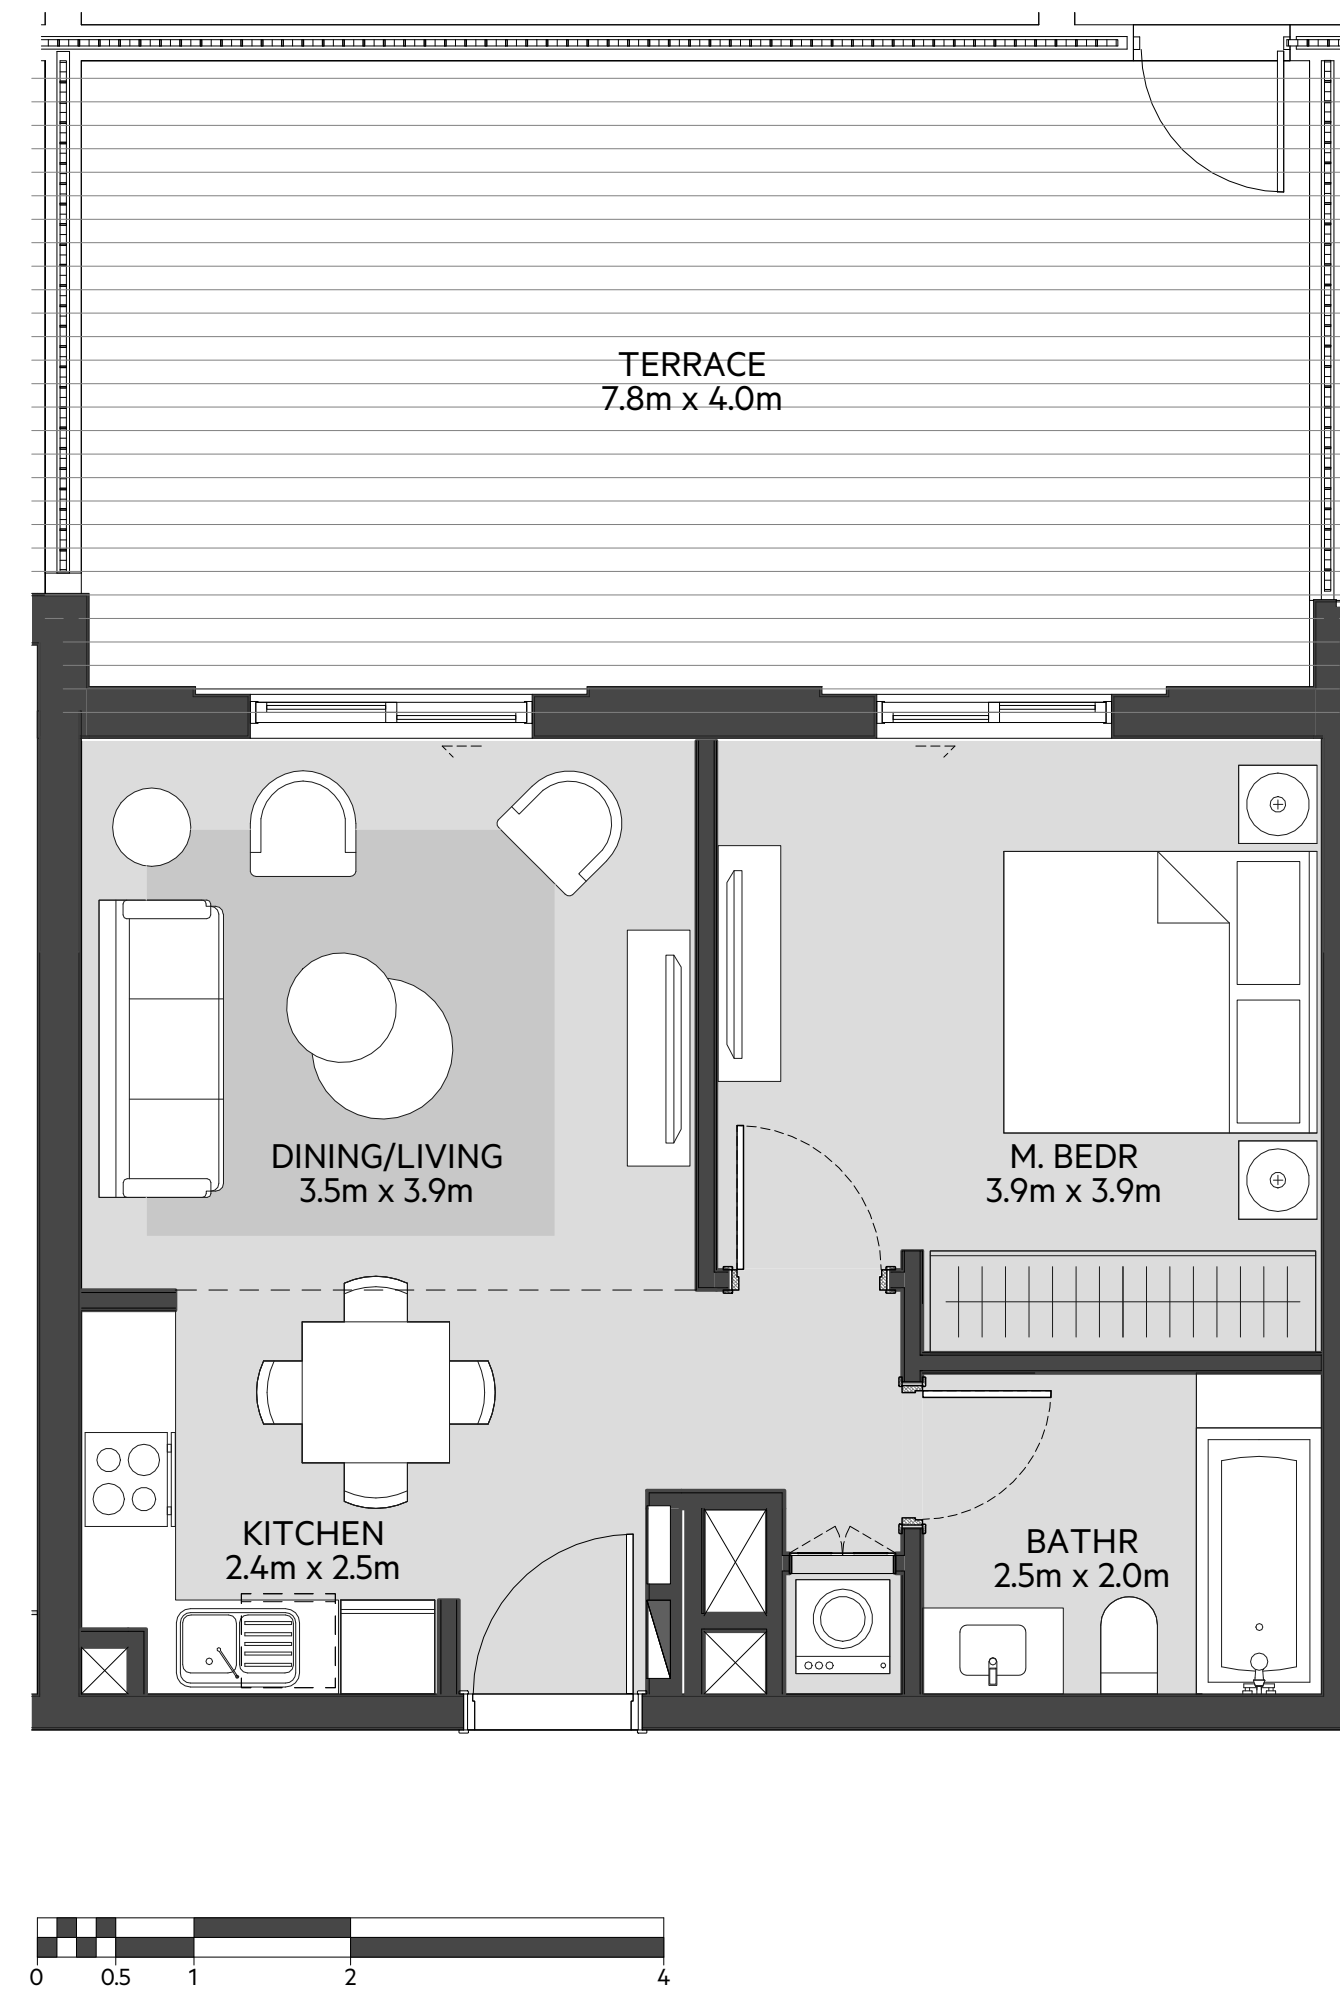 TERRACE
7.8m x 4.0m
DINING/LIVING
3.5m x 3.9m
M. BEDR
3.9m x 3.9m
KITCHEN
2.4m x 2.5m
BATHR
2.5m x 2.0m
0 0.5 1 2 4